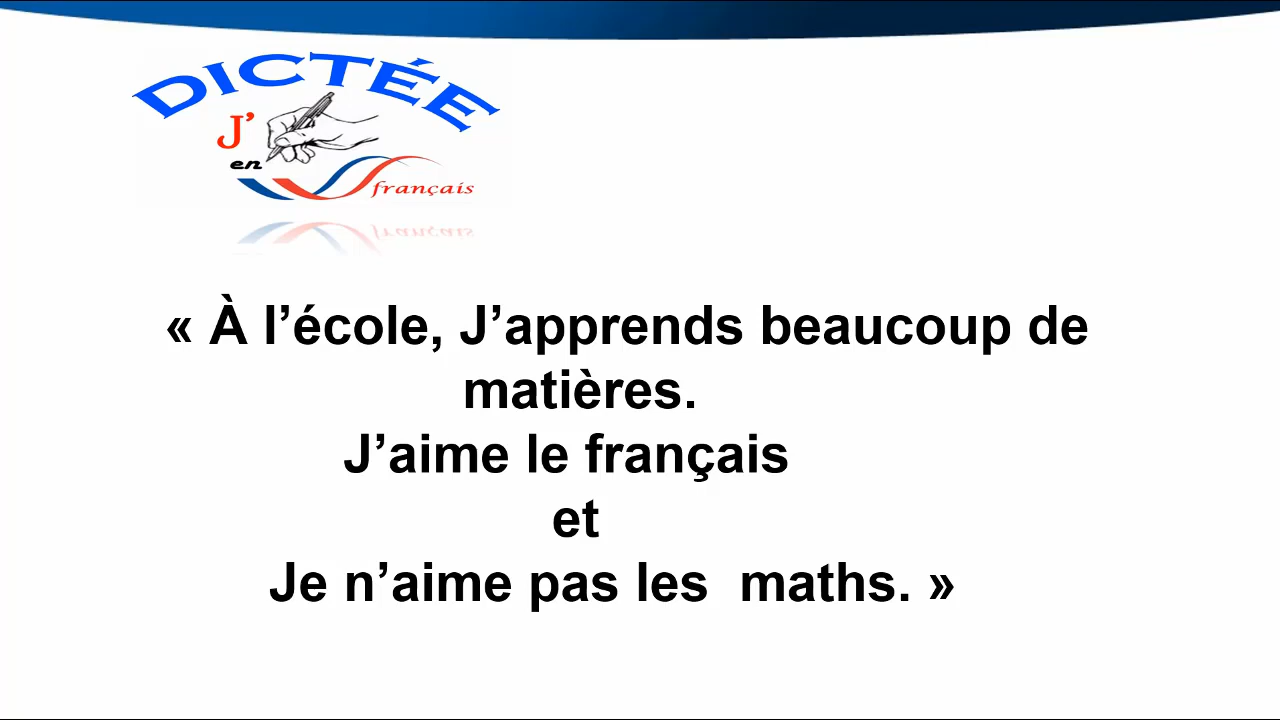 DICTÉE
J'
en
français
« À l’école, J’apprends beaucoup de
matières.
J’aime le français
et
Je n’aime pas les  maths. »